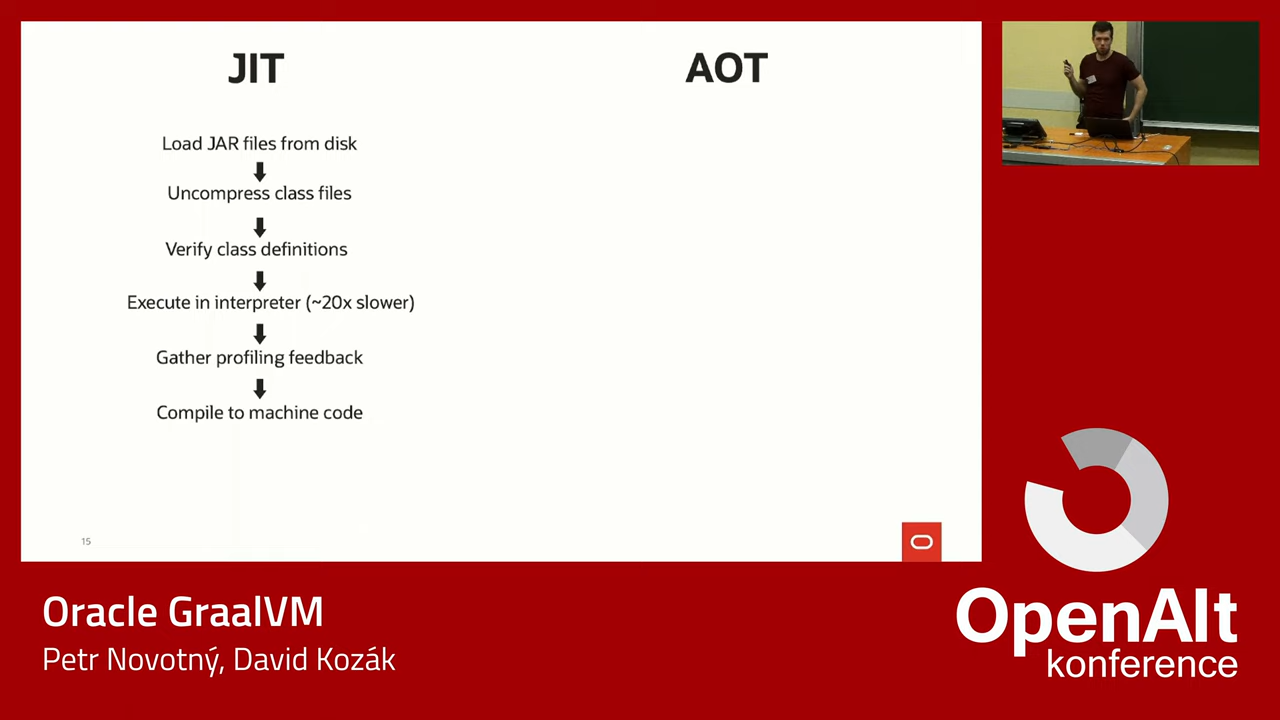 JIT
AOT
Load JAR files from disk
Uncompress class files
Verify class definitions
Execute in interpreter (~20x slower)
Gather profiling feedback
Compile to machine code
15
Oracle GraalVM
Petr Novotný, David Kozák
OpenAlt
konference